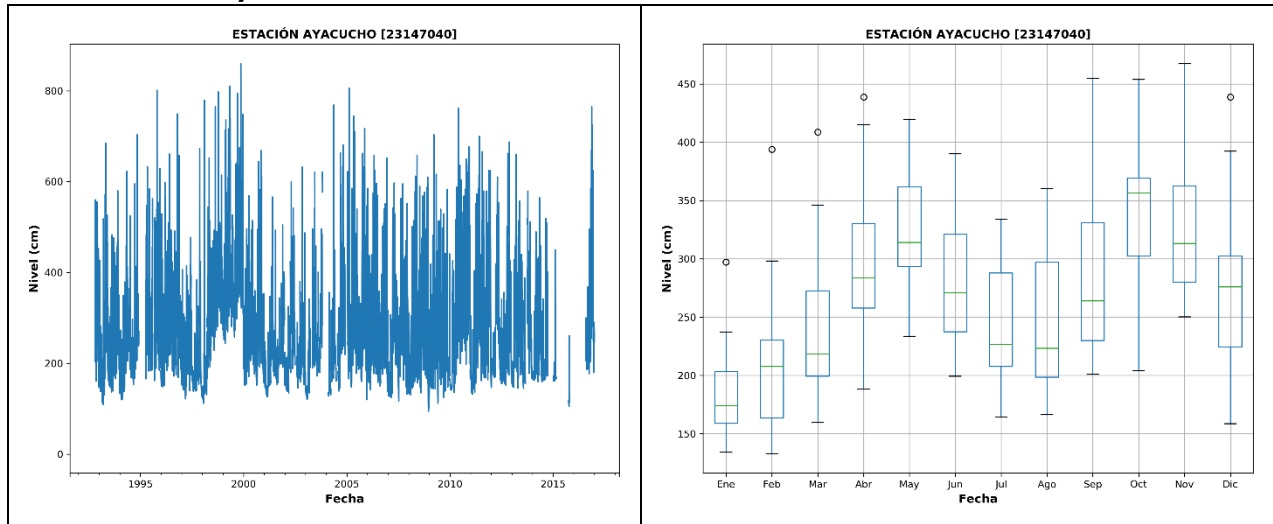 ESTACIÓN AYACUCHO [23147040]
Nivel (cm)
800
600
400
200
0
1995 2000 2005 2010 2015
Fecha
ESTACIÓN AYACUCHO [23147040]
Nivel (cm)
450
400
350
300
250
200
150
Ene Feb Mar Abr May Jun Jul Ago Sep Oct Nov Dic
Fecha